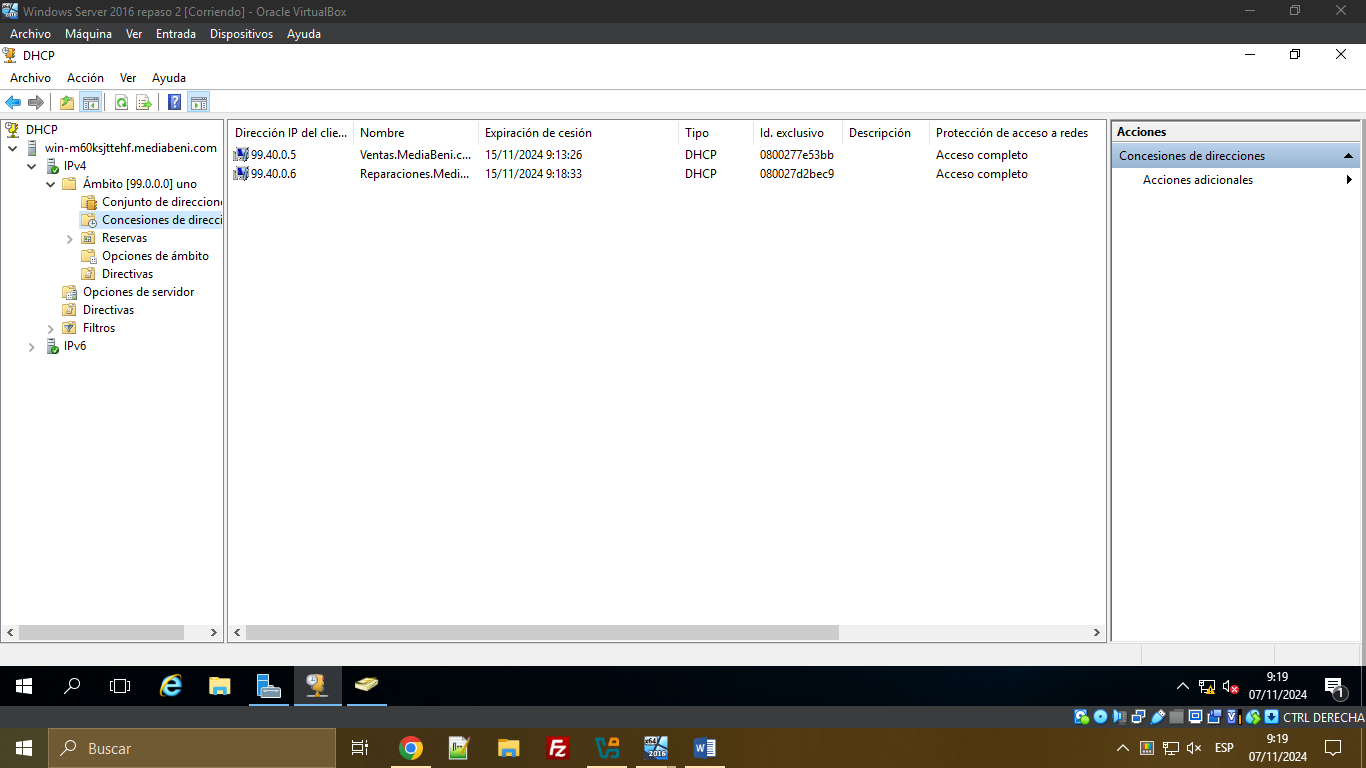 Windows Server 2016 repaso 2 [Corriendo] - Oracle VirtualBox
Archivo Máquina Ver Entrada Dispositivos Ayuda
DHCP
Archivo Acción Ver Ayuda
DHCP
win-m60ksjttehf.mediabeni.com
IPv4
Ámbito [99.0.0.0] uno
Conjunto de direccion
Concesiones de direcci
Reservas
Opciones de ámbito
Directivas
Opciones de servidor
Directivas
Filtros
IPv6
Dirección IP del clie... Nombre Expiración de cesión Tipo Id. exclusivo Descripción Protección de acceso a redes
99.40.0.5 Ventas.MediaBeni.c... 15/11/2024 9:13:26 DHCP 0800277e53bb Acceso completo
99.40.0.6 Reparaciones.Medi... 15/11/2024 9:18:33 DHCP 080027d2bec9 Acceso completo
Acciones
Concesiones de direcciones
Acciones adicionales
9:19
07/11/2024
1
CTRL DERECHA
Buscar
x64
2016
ESP
9:19
07/11/2024